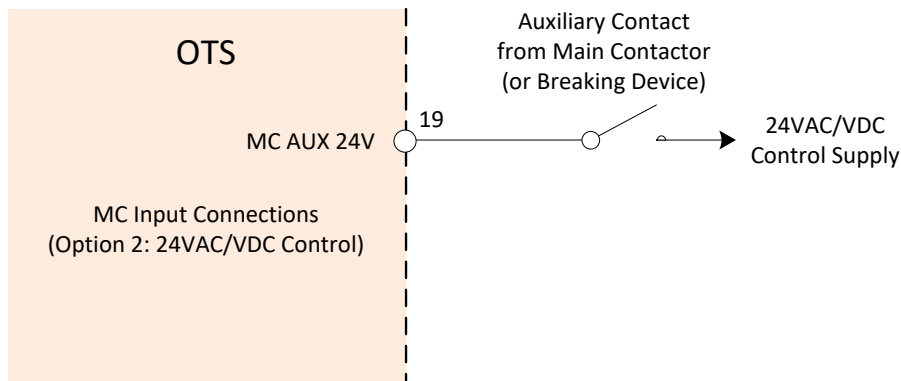 OTS
Auxiliary Contact
from Main Contactor
(or Breaking Device)
19
MC AUX 24V
24VAC/VDC
Control Supply
MC Input Connections
(Option 2: 24VAC/VDC Control)